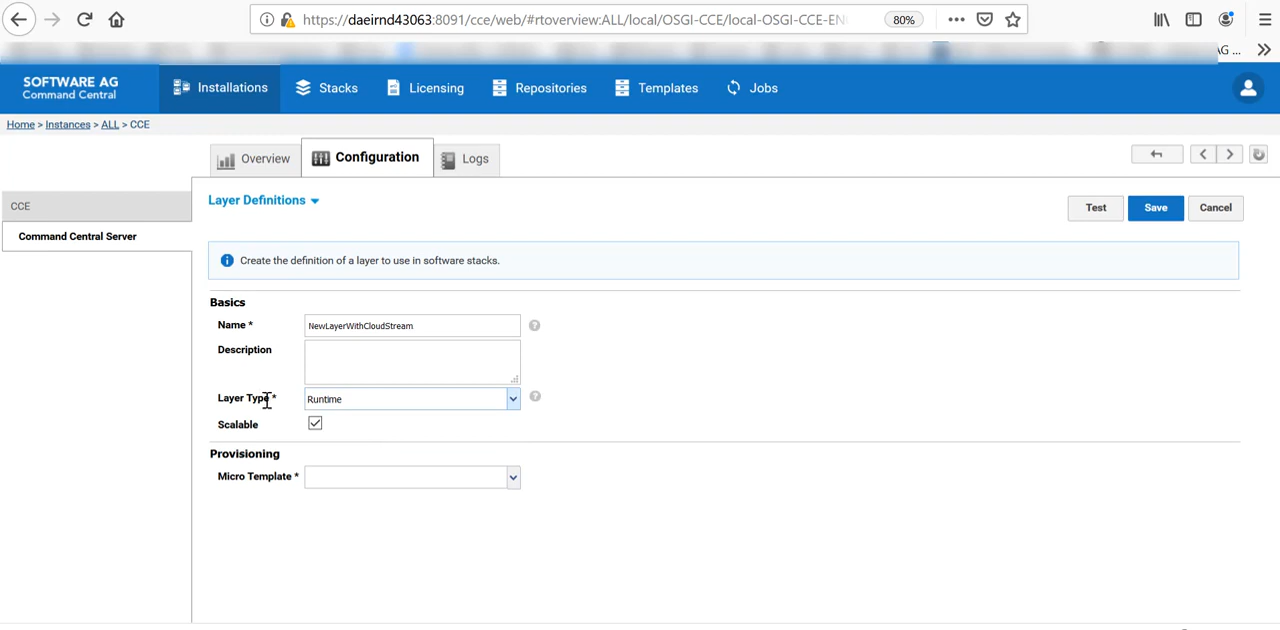 https://daeirnd43063:8091/cce/web/#rtoverview:ALL/local/OSGI-CCE/local-OSGI-CCE-EN
80%
AG ...
SOFTWARE AG
Command Central
Installations
Stacks
Licensing
Repositories
Templates
Jobs
Home > Instances > ALL > CCE
Overview
Configuration
Logs
CCE
Command Central Server
Layer Definitions
Test
Save
Cancel
Create the definition of a layer to use in software stacks.
Basics
Name *
NewLayerWithCloudStream
Description
Layer Type *
Runtime
Scalable
Provisioning
Micro Template *